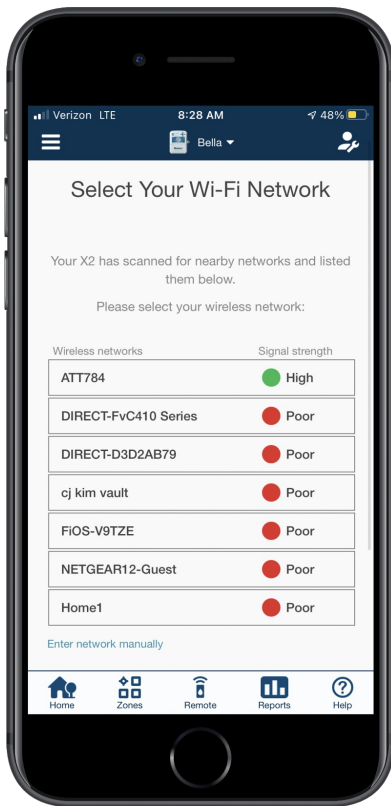 Verizon LTE 8:28 AM 48%
Bella
Select Your Wi-Fi Network
Your X2 has scanned for nearby networks and listed
them below.
Please select your wireless network:
Wireless networks Signal strength
ATT784 High
DIRECT-FvC410 Series Poor
DIRECT-D3D2AB79 Poor
cj kim vault Poor
FiOS-V9TZE Poor
NETGEAR12-Guest Poor
Home1 Poor
Enter network manually
Home Zones Remote Reports Help